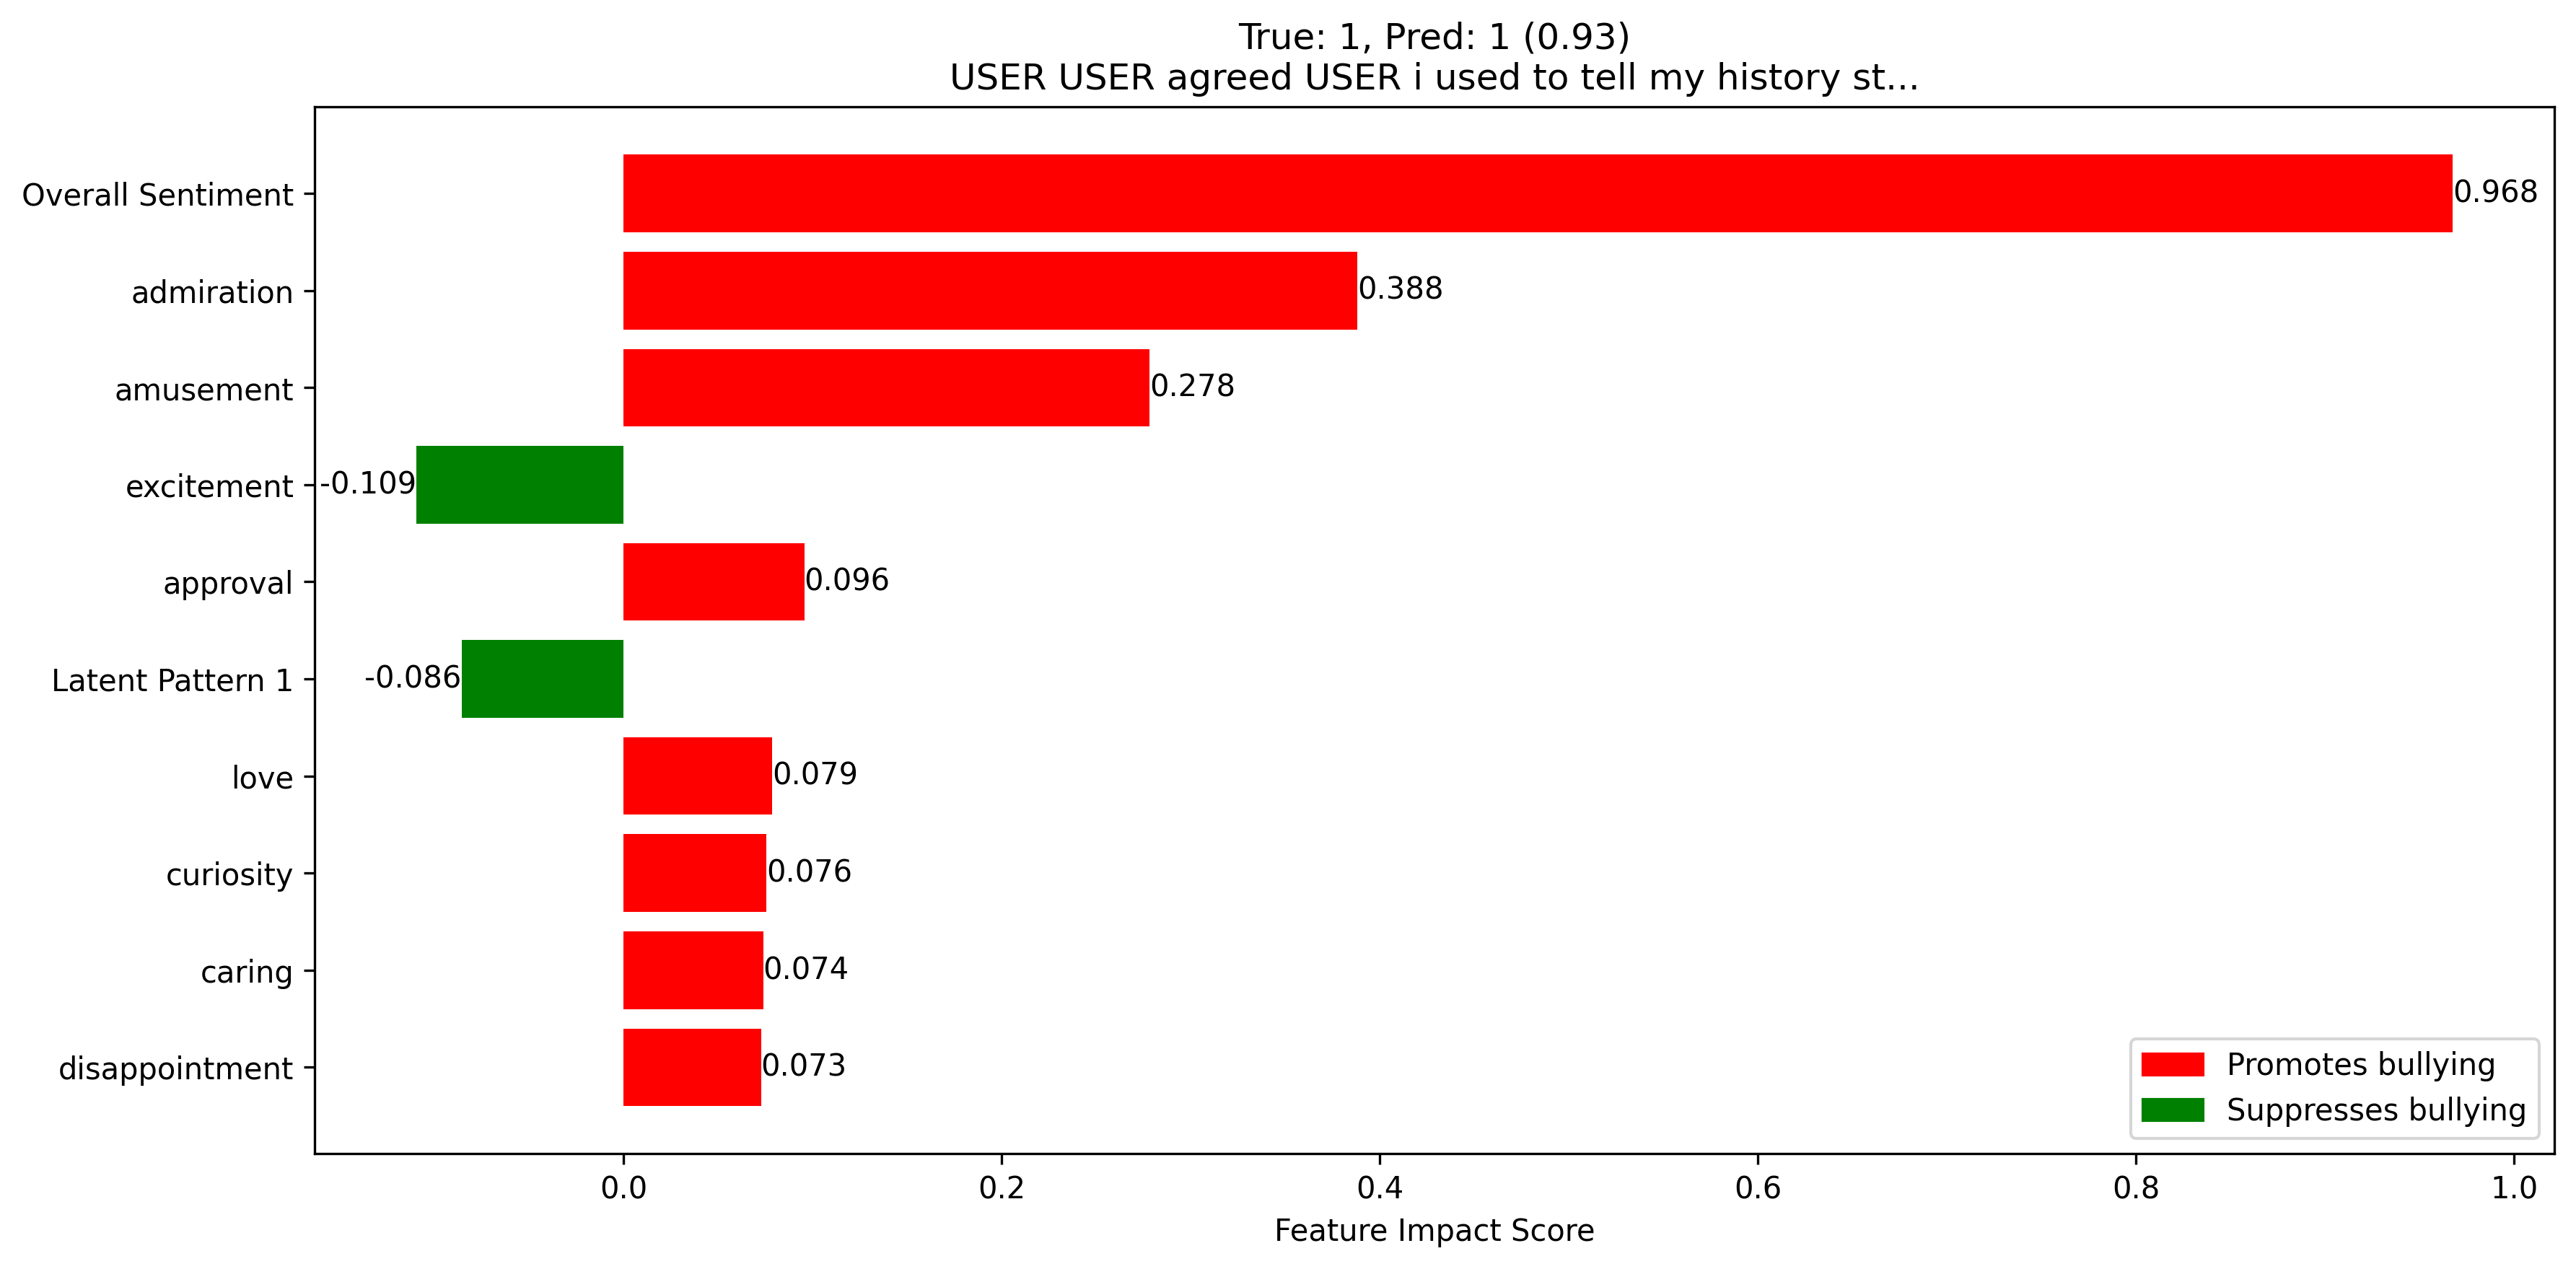 True: 1, Pred: 1 (0.93)
USER USER agreed USER i used to tell my history st...
Overall Sentiment 0.968
admiration 0.388
amusement 0.278
excitement -0.109
approval 0.096
Latent Pattern 1 -0.086
love 0.079
curiosity 0.076
caring 0.074
disappointment 0.073
Promotes bullying
Suppresses bullying
0.0 0.2 0.4 0.6 0.8 1.0
Feature Impact Score